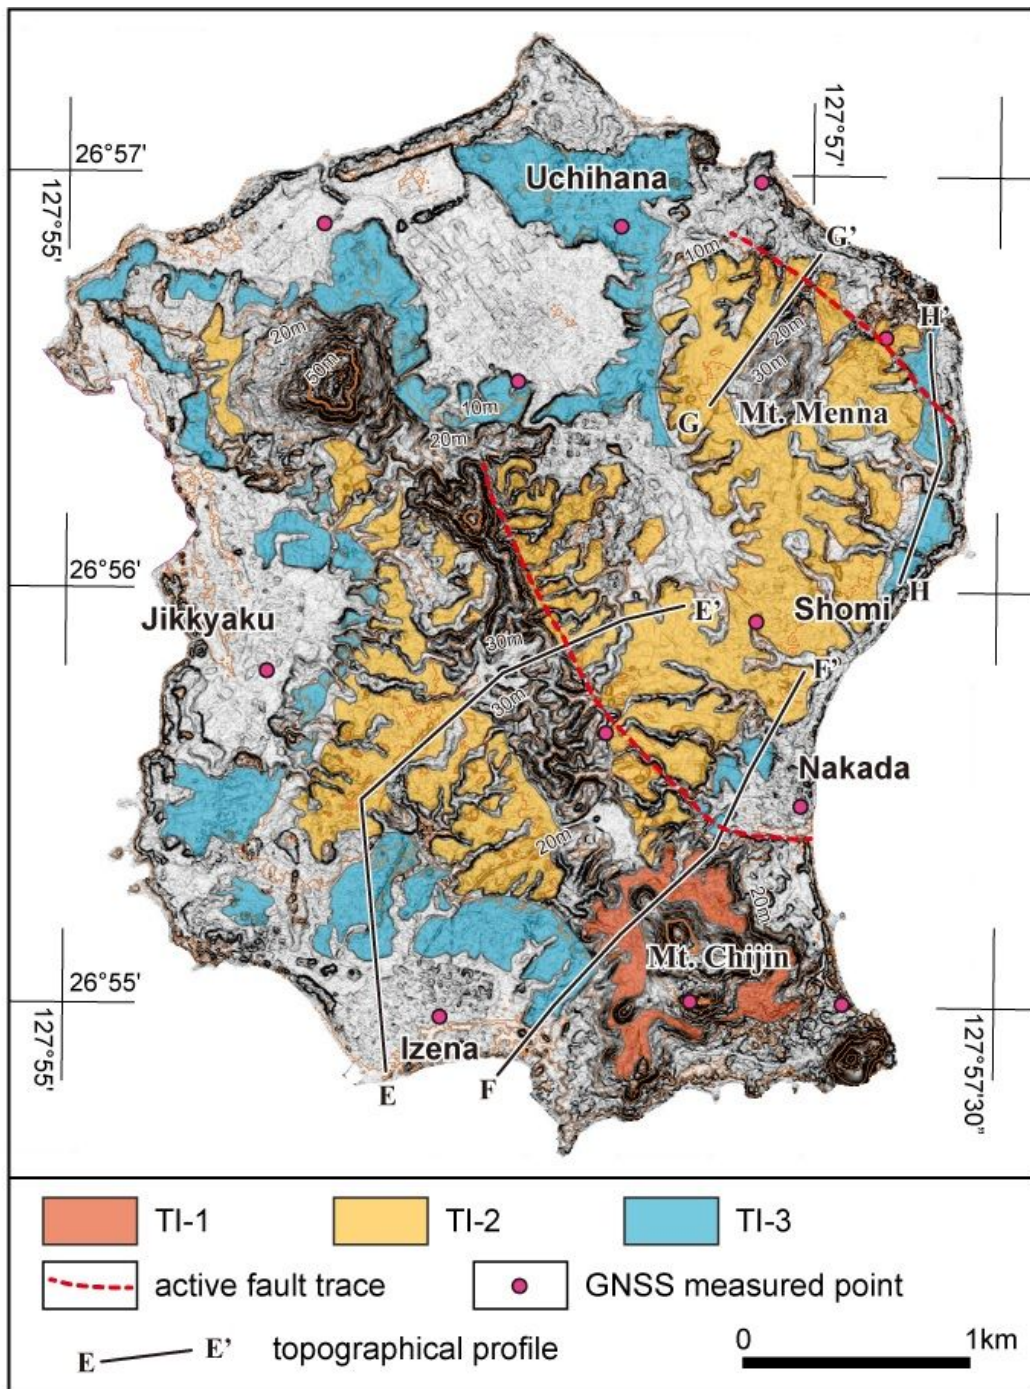 127°57'
26°57'
Uchihana
127°55'
G'
10m
20m
H'
20m
50m
30m
10m
G
Mt. Menna
20m
26°56'
H
Jikkyaku
E'
Shomi
30m
F'
30m
Nakada
20m
20m
Mt. Chijin
26°55'
127°55'
Izena
127°57'30"
E
F
TI-1
TI-2
TI-3
active fault trace
GNSS measured point
E
E'
topographical profile
0
1km